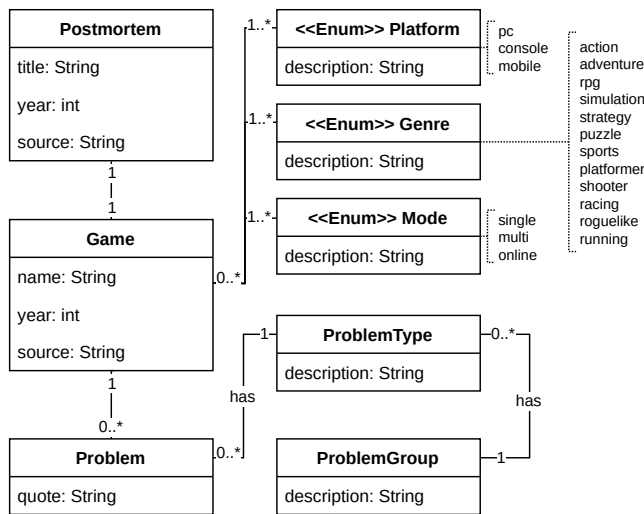 Postmortem
title: String
year: int
source: String
1
1
Game
name: String
year: int
source: String
0..*
1
0..*
Problem
quote: String
1..*
<<Enum>> Platform
description: String
pc
console
mobile
1..*
<<Enum>> Genre
description: String
action
adventure
rpg
simulation
strategy
puzzle
sports
platformer
shooter
racing
roguelike
running
1..*
<<Enum>> Mode
description: String
single
multi
online
1
ProblemType
0..*
description: String
has
has
0..*
ProblemGroup
1
description: String